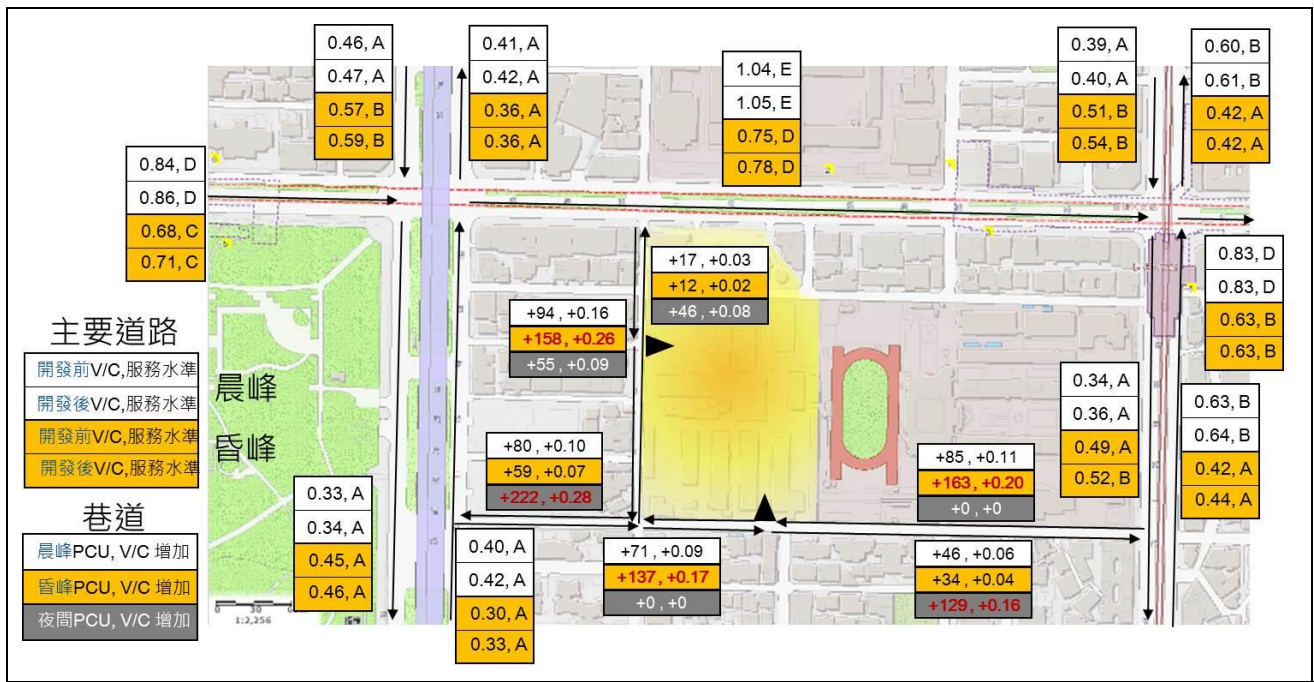 0.46, A
0.47, A
0.57, B
0.59, B
0.41, A
0.42, A
0.36, A
0.36, A
1.04, E
1.05, E
0.75, D
0.78, D
0.39, A
0.40, A
0.51, B
0.54, B
0.60, B
0.61, B
0.42, A
0.42, A
0.84, D
0.86, D
0.68, C
0.71, C
+17 , +0.03
+12 , +0.02
+46 , +0.08
0.83, D
0.83, D
0.63, B
0.63, B
+94 , +0.16
+158 , +0.26
+55 , +0.09
主要道路
開發前V/C,服務水準
開發後V/C,服務水準
開發前V/C,服務水準
開發後V/C,服務水準
晨峰
昏峰
0.34, A
0.36, A
0.49, A
0.52, B
0.63, B
0.64, B
0.42, A
0.44, A
+80 , +0.10
+59 , +0.07
+222 , +0.28
+85 , +0.11
+163 , +0.20
+0 , +0
0.33, A
0.34, A
0.45, A
0.46, A
巷道
晨峰PCU, V/C 增加
昏峰PCU, V/C 增加
夜間PCU, V/C 增加
0.40, A
0.42, A
0.30, A
0.33, A
+71 , +0.09
+137 , +0.17
+0 , +0
+46 , +0.06
+34 , +0.04
+129 , +0.16
30
1:2,256